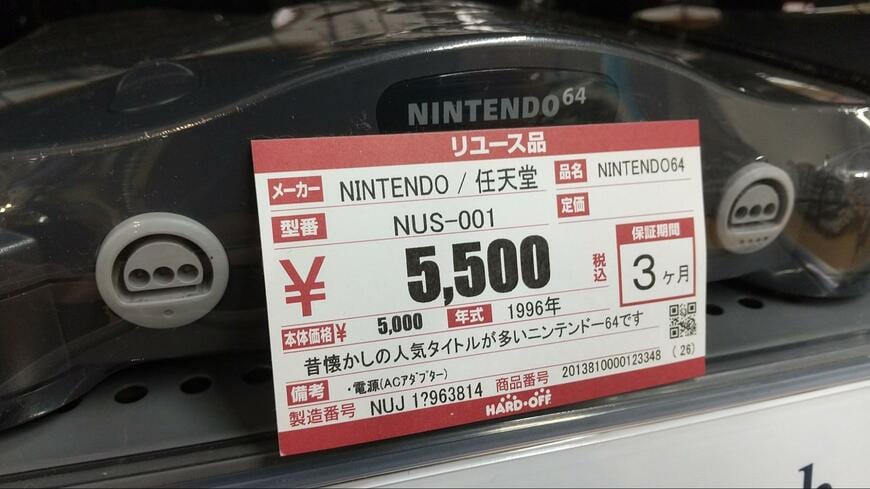 NINTENDO64
リユース品
メーカー NINTENDO / 任天堂 品名 NINTENDO64
型番 NUS-001 定価
¥ 5,500 税込 保証期間 3ヶ月
本体価格¥ 5,000 年式 1996年
昔懐かしの人気タイトルが多いニンテンドー64です
備考 ・電源(ACアダプター) 2013810000123348 (26)
製造番号 NUJ 1?963814 商品番号
HARD・OFF